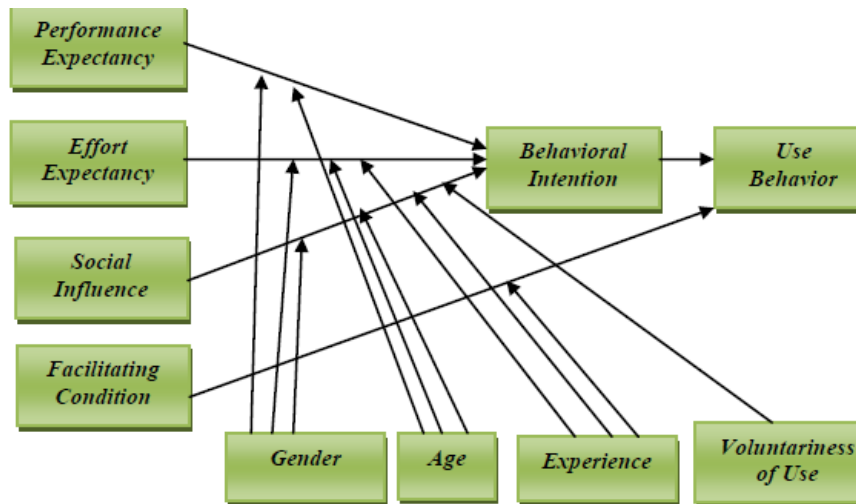 Performance
Expectancy
Effort
Expectancy
Behavioral
Intention
Use
Behavior
Social
Influence
Facilitating
Condition
Gender
Age
Experience
Voluntariness
of Use